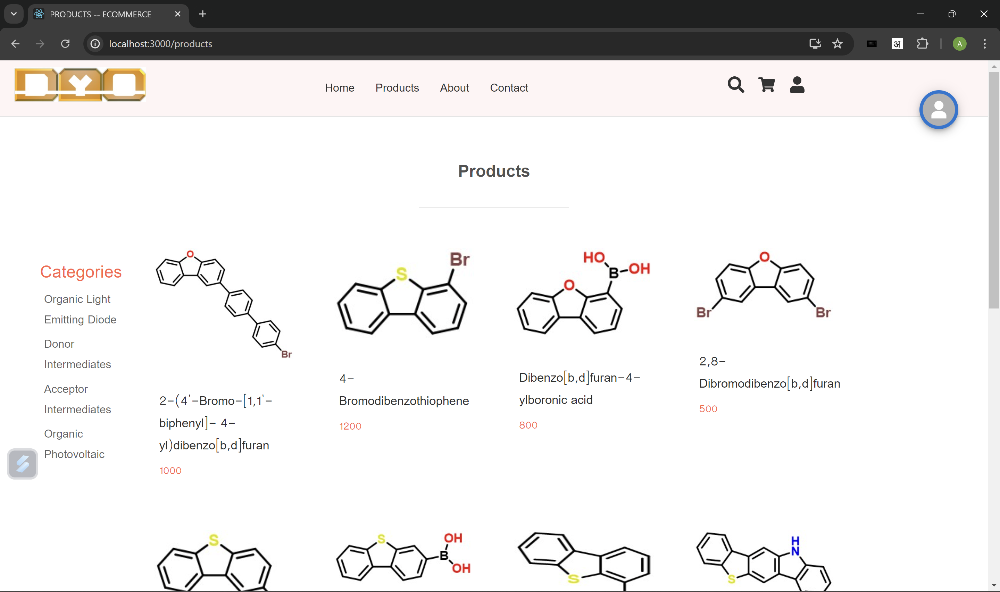 PRODUCTS -- ECOMMERCE
localhost:3000/products
अ
A
DYO
Home Products About Contact
Products
Categories
Organic Light
Emitting Diode
Donor
Intermediates
Acceptor
Intermediates
Organic
Photovoltaic
O
Br
2-(4'-Bromo-[1,1'-
biphenyl]- 4-
yl)dibenzo[b,d]furan
1000
Br
S
4-
Bromodibenzothiophene
1200
HO
B-OH
O
Dibenzo[b,d]furan-4-
ylboronic acid
800
O
Br Br
2,8-
Dibromodibenzo[b,d]furan
500
S
S
OH
B
OH
S
H
N
S